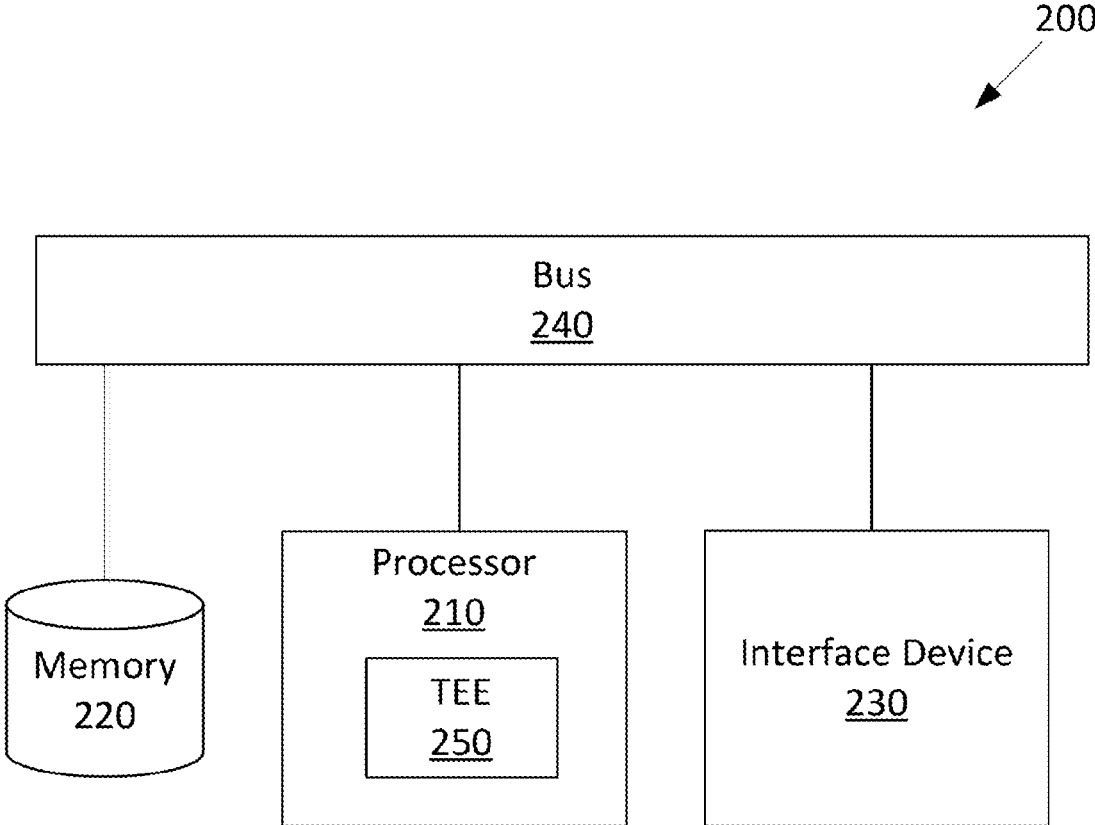 200
Bus
240
Processor
210
TEE
250
Memory
220
Interface Device
230